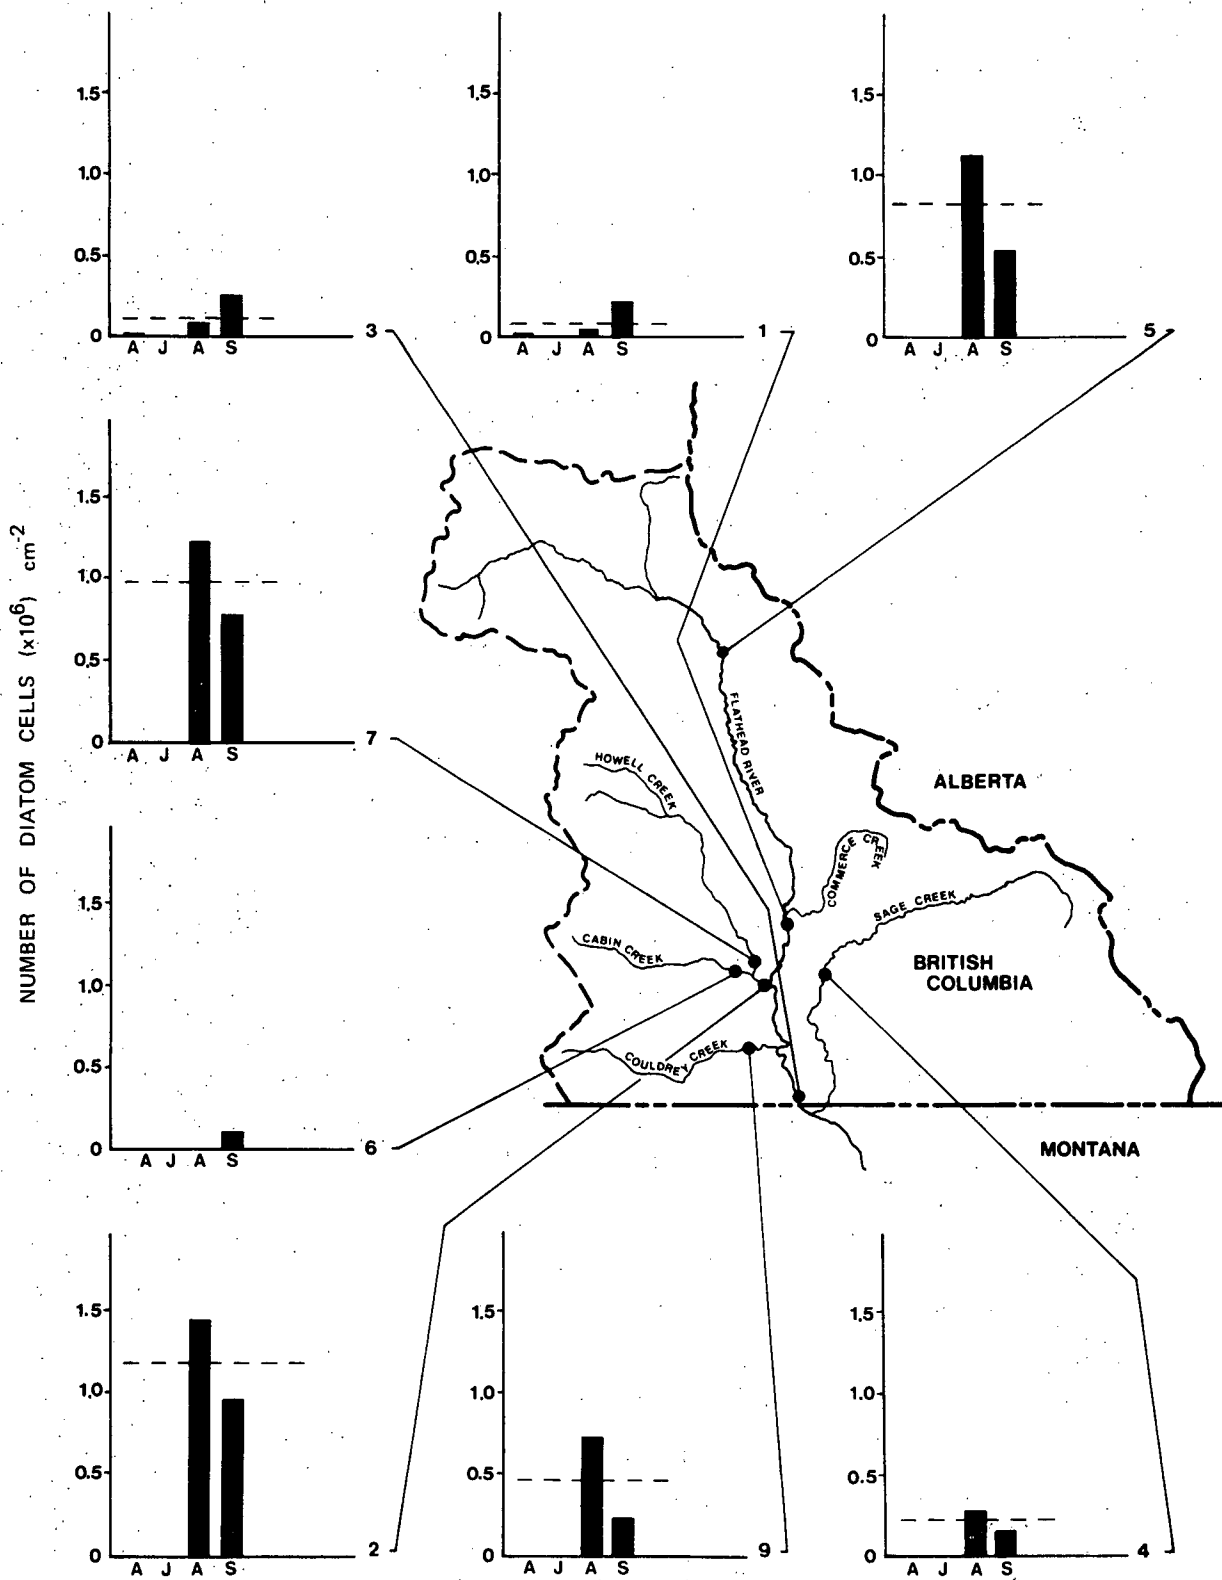 1.5
1.0
0.5
0
A J A S
3
1.5
1.0
0.5
0
A J A S
1
1.5
1.0
0.5
0
A J A S
5
NUMBER OF DIATOM CELLS (x10⁶) cm⁻²
1.5
1.0
0.5
0
A J A S
7
1.5
1.0
0.5
0
A J A S
6
FLATHEAD RIVER
HOWELL CREEK
ALBERTA
COMMERCE CREEK
SAGE CREEK
CABIN CREEK
BRITISH
COLUMBIA
COULDREY CREEK
MONTANA
1.5
1.0
0.5
0
A J A S
2
1.5
1.0
0.5
0
A J A S
9
1.5
1.0
0.5
0
A J A S
4